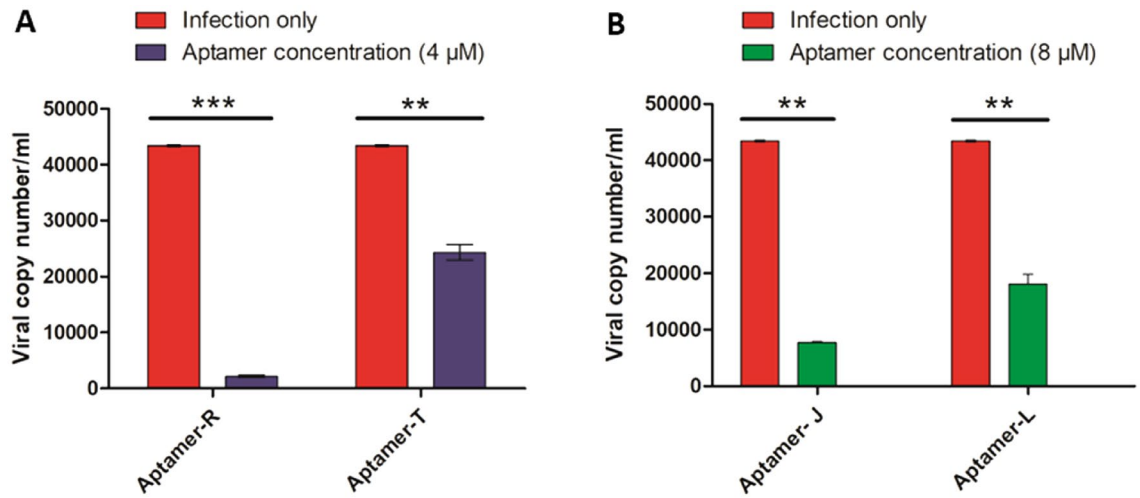 A
Infection only
Aptamer concentration (4 µM)
50000
40000
30000
20000
10000
0
Viral copy number/ml
***
**
Aptamer-R
Aptamer-T
B
Infection only
Aptamer concentration (8 µM)
50000
40000
30000
20000
10000
0
Viral copy number/ml
**
**
Aptamer- J
Aptamer-L